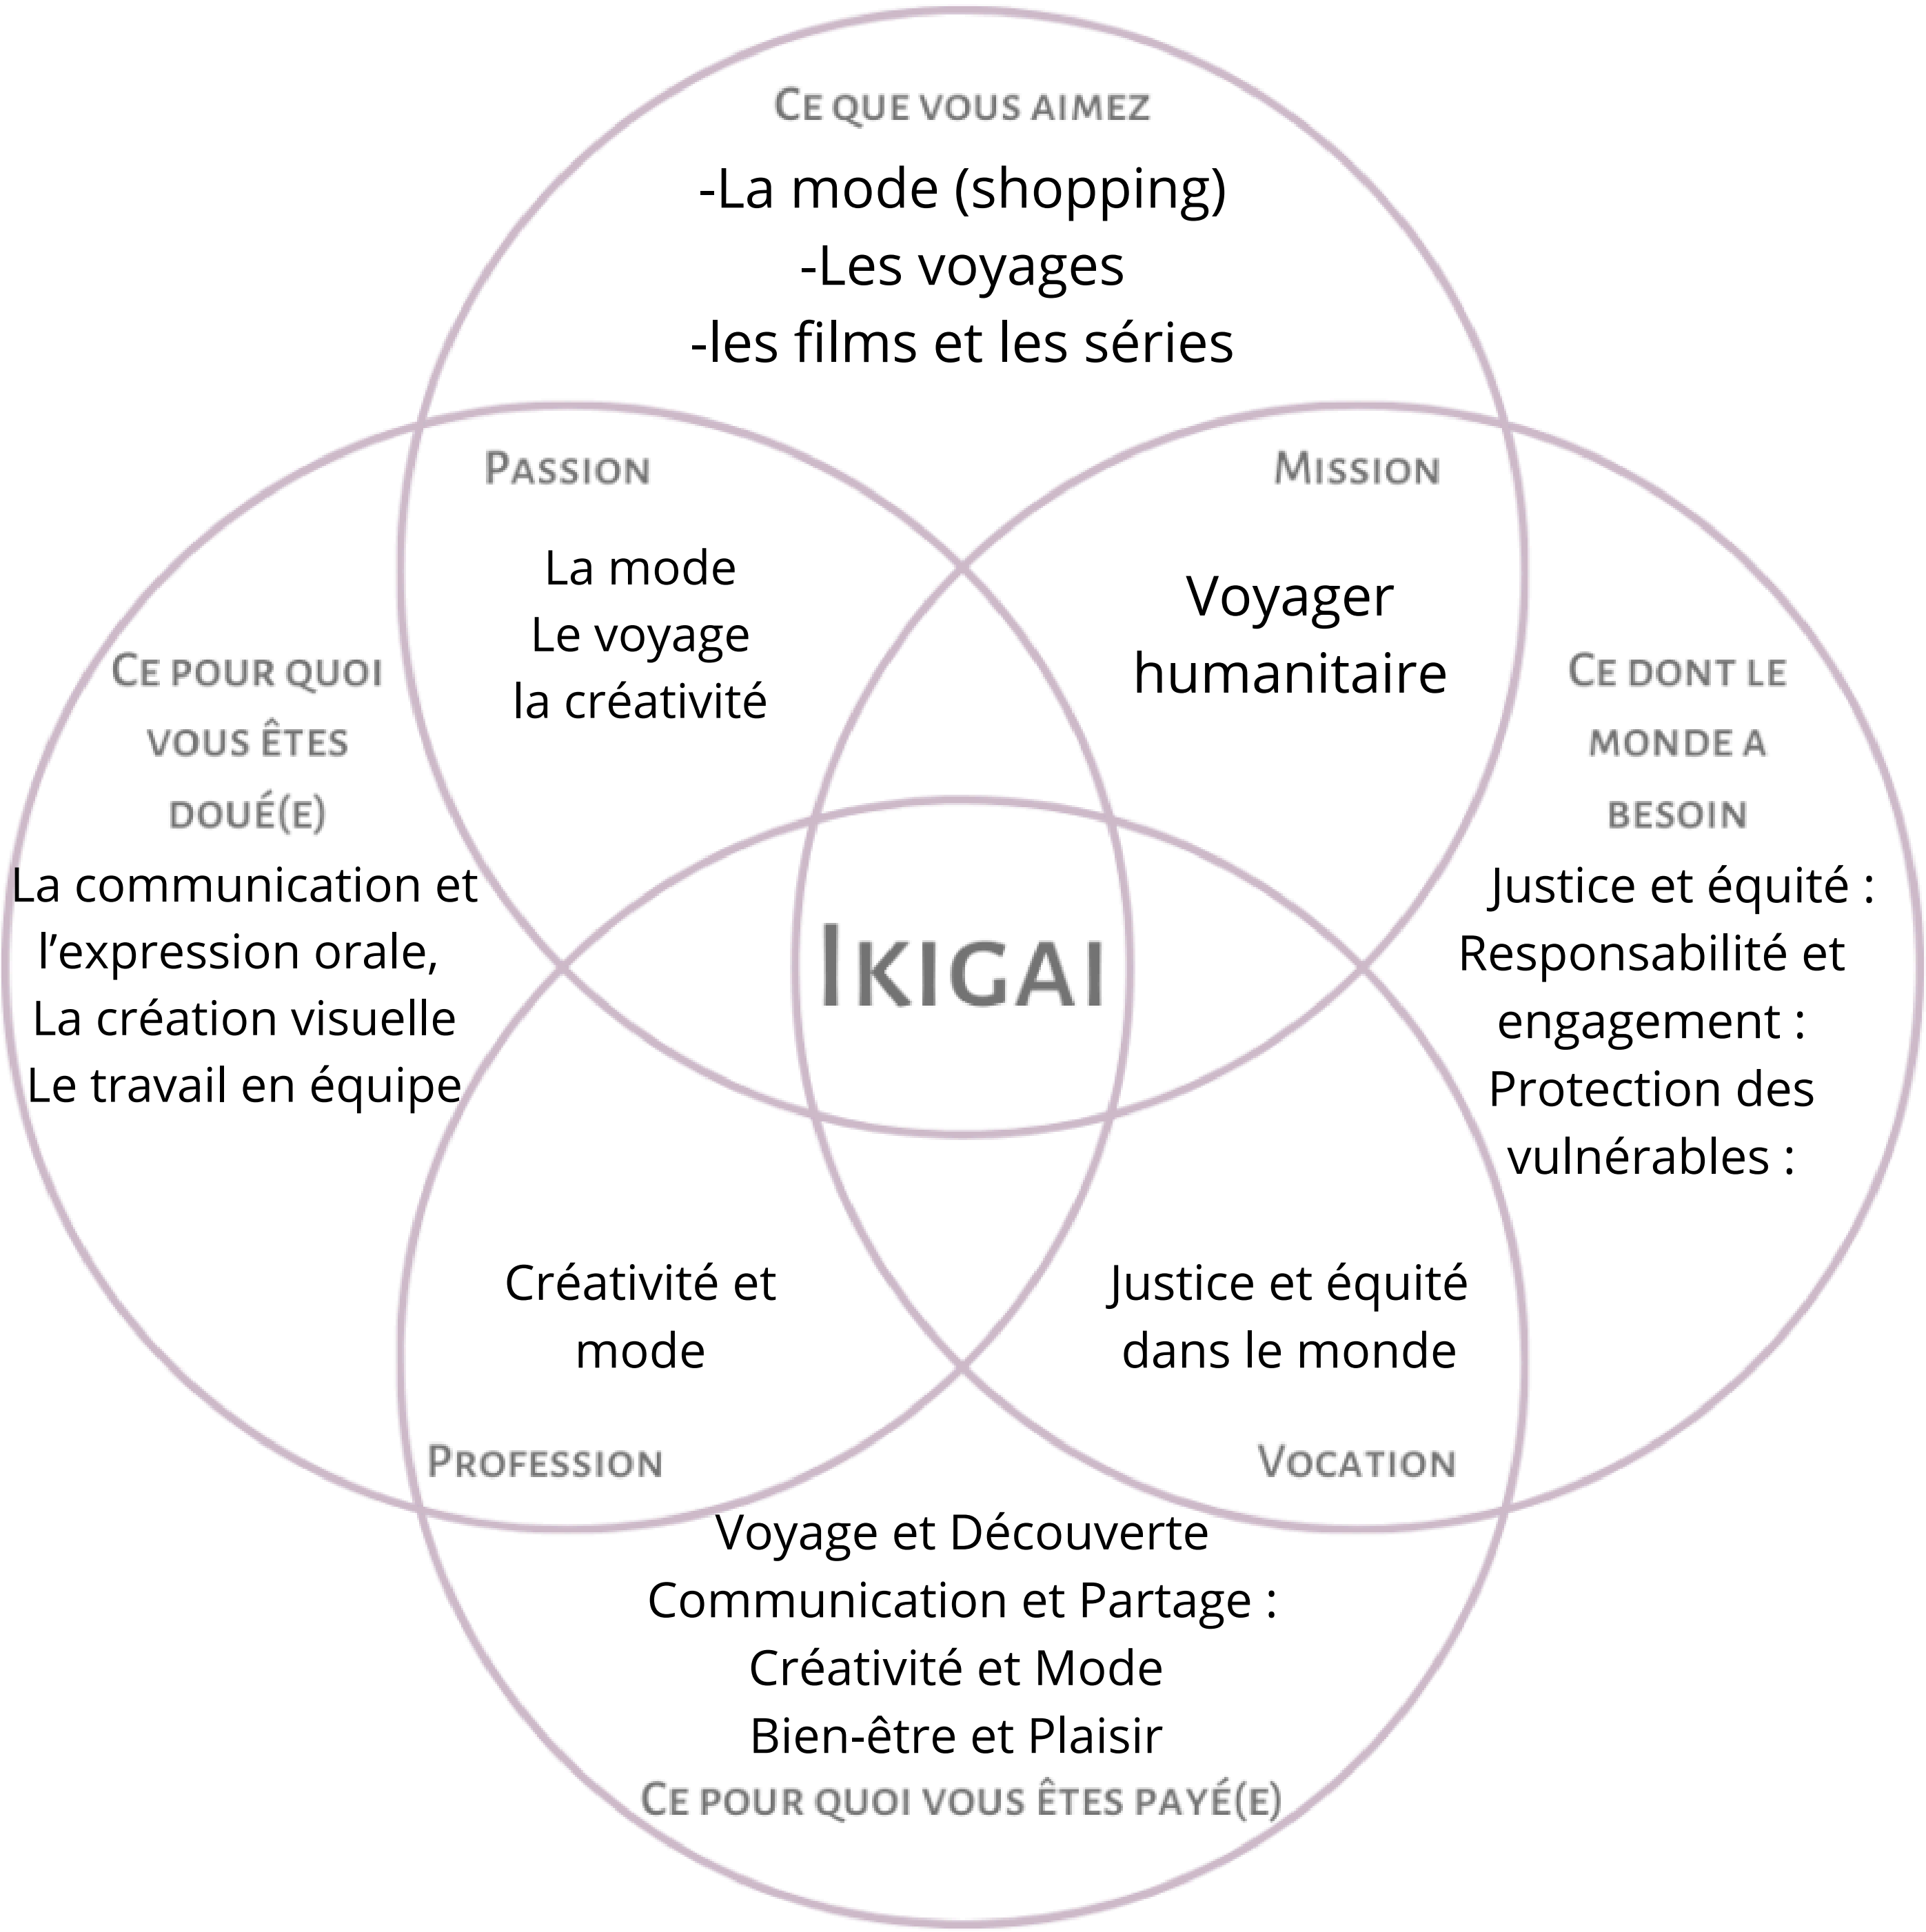 Ce que vous aimez
-La mode (shopping)
-Les voyages
-les films et les séries
Passion
La mode
Le voyage
la créativité
Mission
Voyager
humanitaire
Ce pour quoi
vous êtes
doué(e)
La communication et
l’expression orale,
La création visuelle
Le travail en équipe
Ikigai
Ce dont le
monde a
besoin
Justice et équité :
Responsabilité et
engagement :
Protection des
vulnérables :
Créativité et
mode
Profession
Justice et équité
dans le monde
Vocation
Voyage et Découverte
Communication et Partage :
Créativité et Mode
Bien-être et Plaisir
Ce pour quoi vous êtes payé(e)